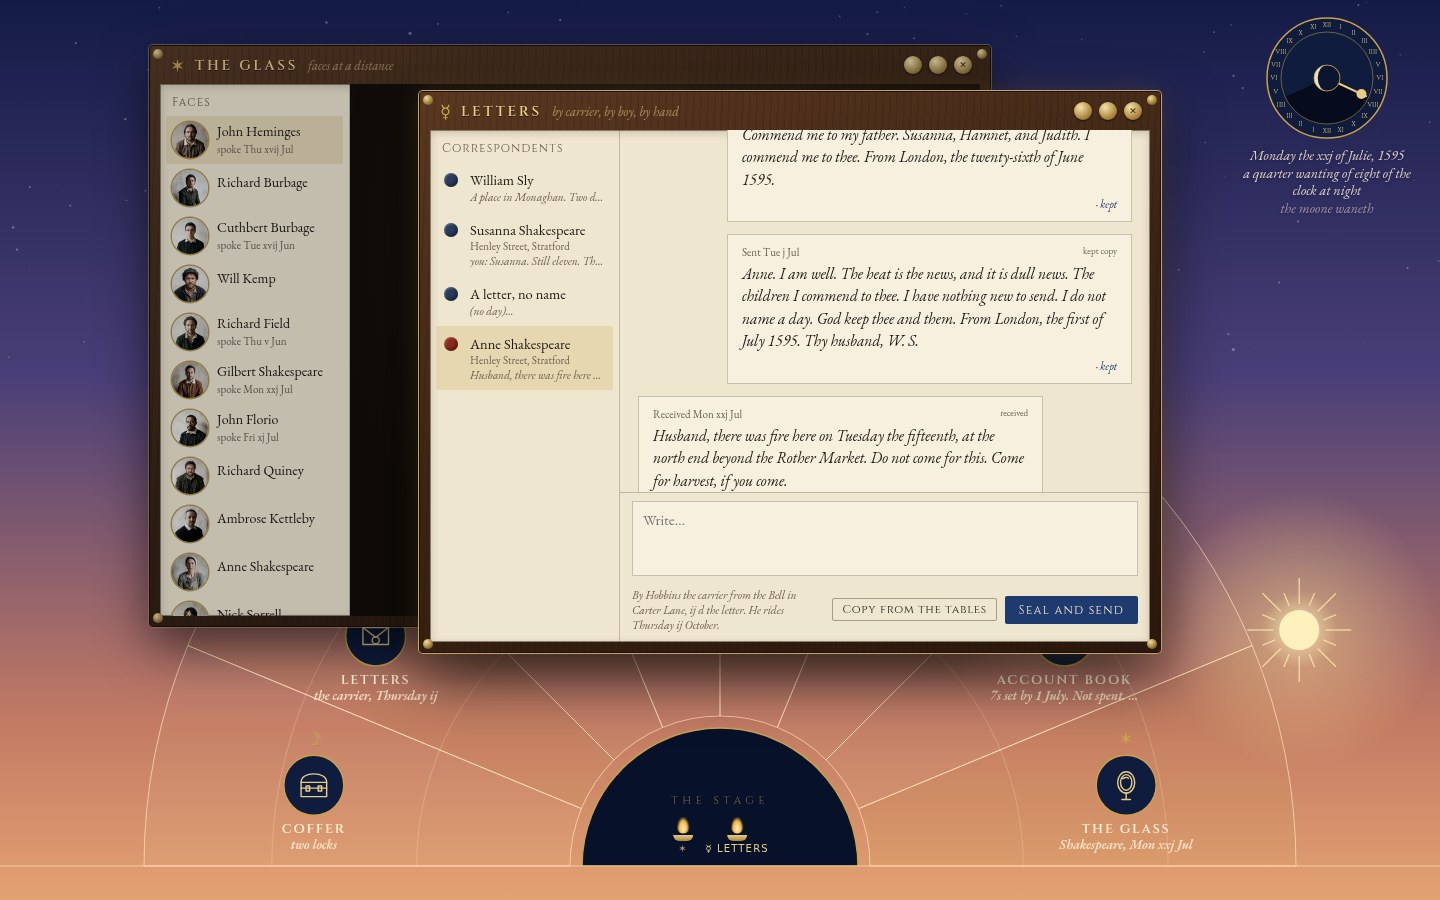 THE GLASS faces at a distance
FACES
John Heminges
spoke Thu xvij Jul
Richard Burbage
Cuthbert Burbage
spoke Tue xvij Jun
Will Kemp
Richard Field
spoke Thu v Jun
Gilbert Shakespeare
spoke Mon xxj Jul
John Florio
spoke Fri xj Jul
Richard Quiney
Ambrose Kettleby
Anne Shakespeare
Nick Sorrell
☿ LETTERS by carrier, by boy, by hand
CORRESPONDENTS
William Sly
A place in Monaghan. Two d...
Susanna Shakespeare
Henley Street, Stratford
you: Susanna. Still eleven. Th...
A letter, no name
(no day)...
Anne Shakespeare
Henley Street, Stratford
Husband, there was fire here ...
Commend me to my father. Susanna, Hamnet, and Judith. I
commend me to thee. From London, the twenty-sixth of June
1595.
· kept
Sent Tue j Jul kept copy
Anne. I am well. The heat is the news, and it is dull news. The
children I commend to thee. I have nothing new to send. I do not
name a day. God keep thee and them. From London, the first of
July 1595. Thy husband, W. S.
· kept
Received Mon xxj Jul received
Husband, there was fire here on Tuesday the fifteenth, at the
north end beyond the Rother Market. Do not come for this. Come
for harvest, if you come.
Write...
By Hobbins the carrier from the Bell in
Carter Lane, ij d the letter. He rides
Thursday ij October.
COPY FROM THE TABLES
SEAL AND SEND
Monday the xxj of Julie, 1595
a quarter wanting of eight of the
clock at night
the moone waneth
LETTERS
the carrier, Thursday ij
ACCOUNT BOOK
7s set by 1 July. Not spent. ...
COFFER
two locks
THE STAGE
☿ LETTERS
THE GLASS
Shakespeare, Mon xxj Jul